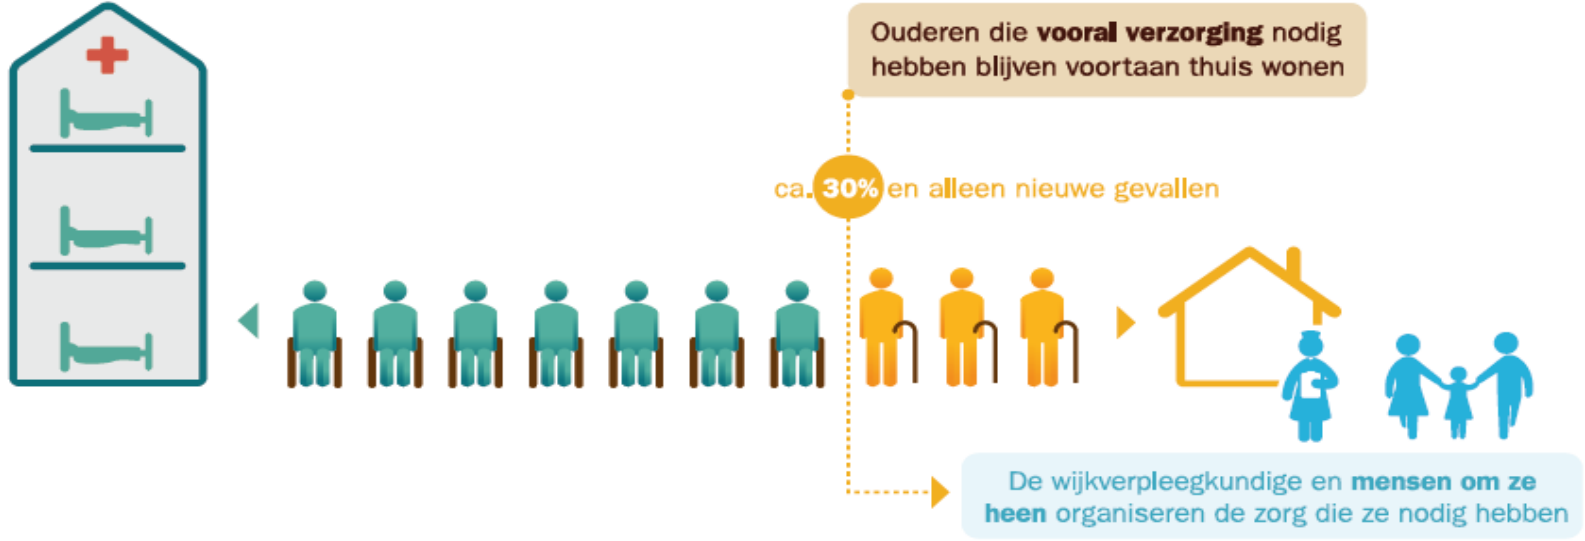 Ouderen die vooral verzorging nodig
hebben blijven voortaan thuis wonen
ca. 30% en alleen nieuwe gevallen
De wijkverpleegkundige en mensen om ze
heen organiseren de zorg die ze nodig hebben